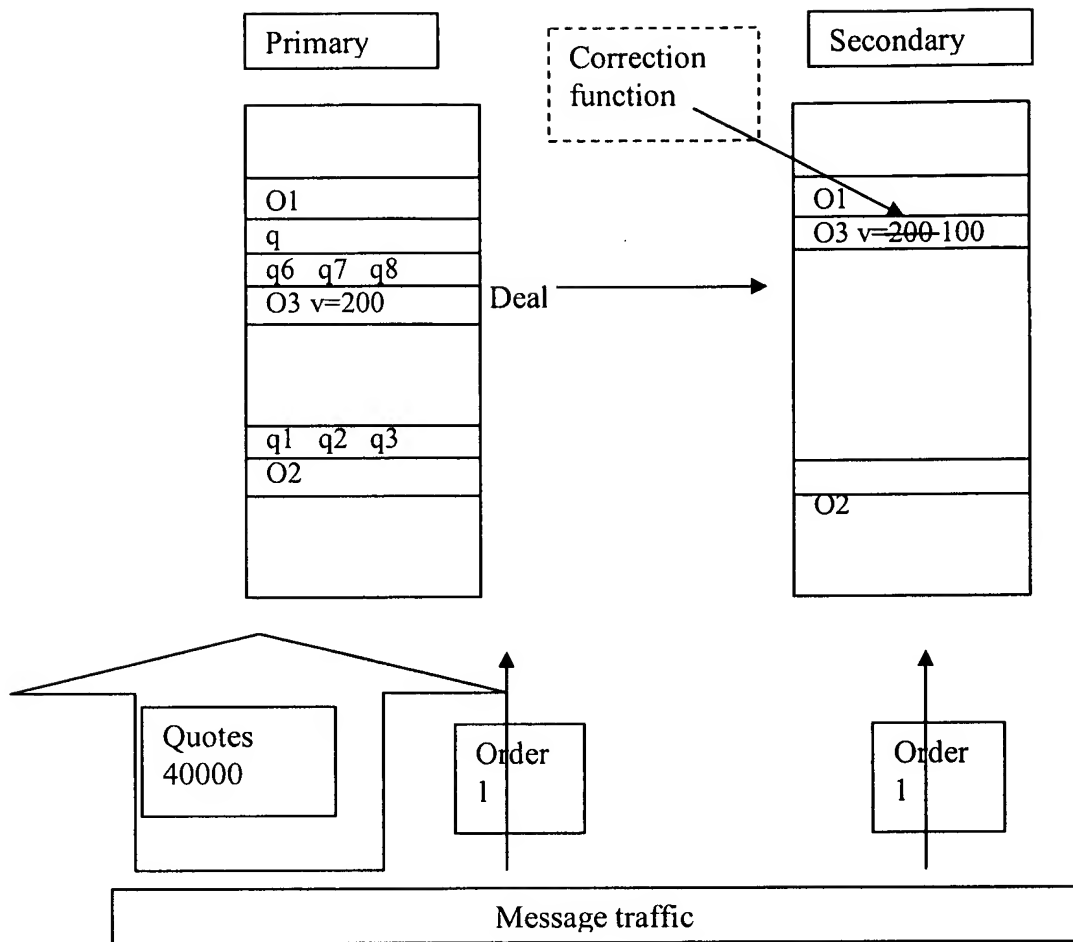 Primary
Correction
function
Secondary
O1
q
q6 q7 q8
O3 v=200
Deal
q1 q2 q3
O2
O1
O3 v=200 100
O2
Quotes
40000
Order
1
Order
1
Message traffic